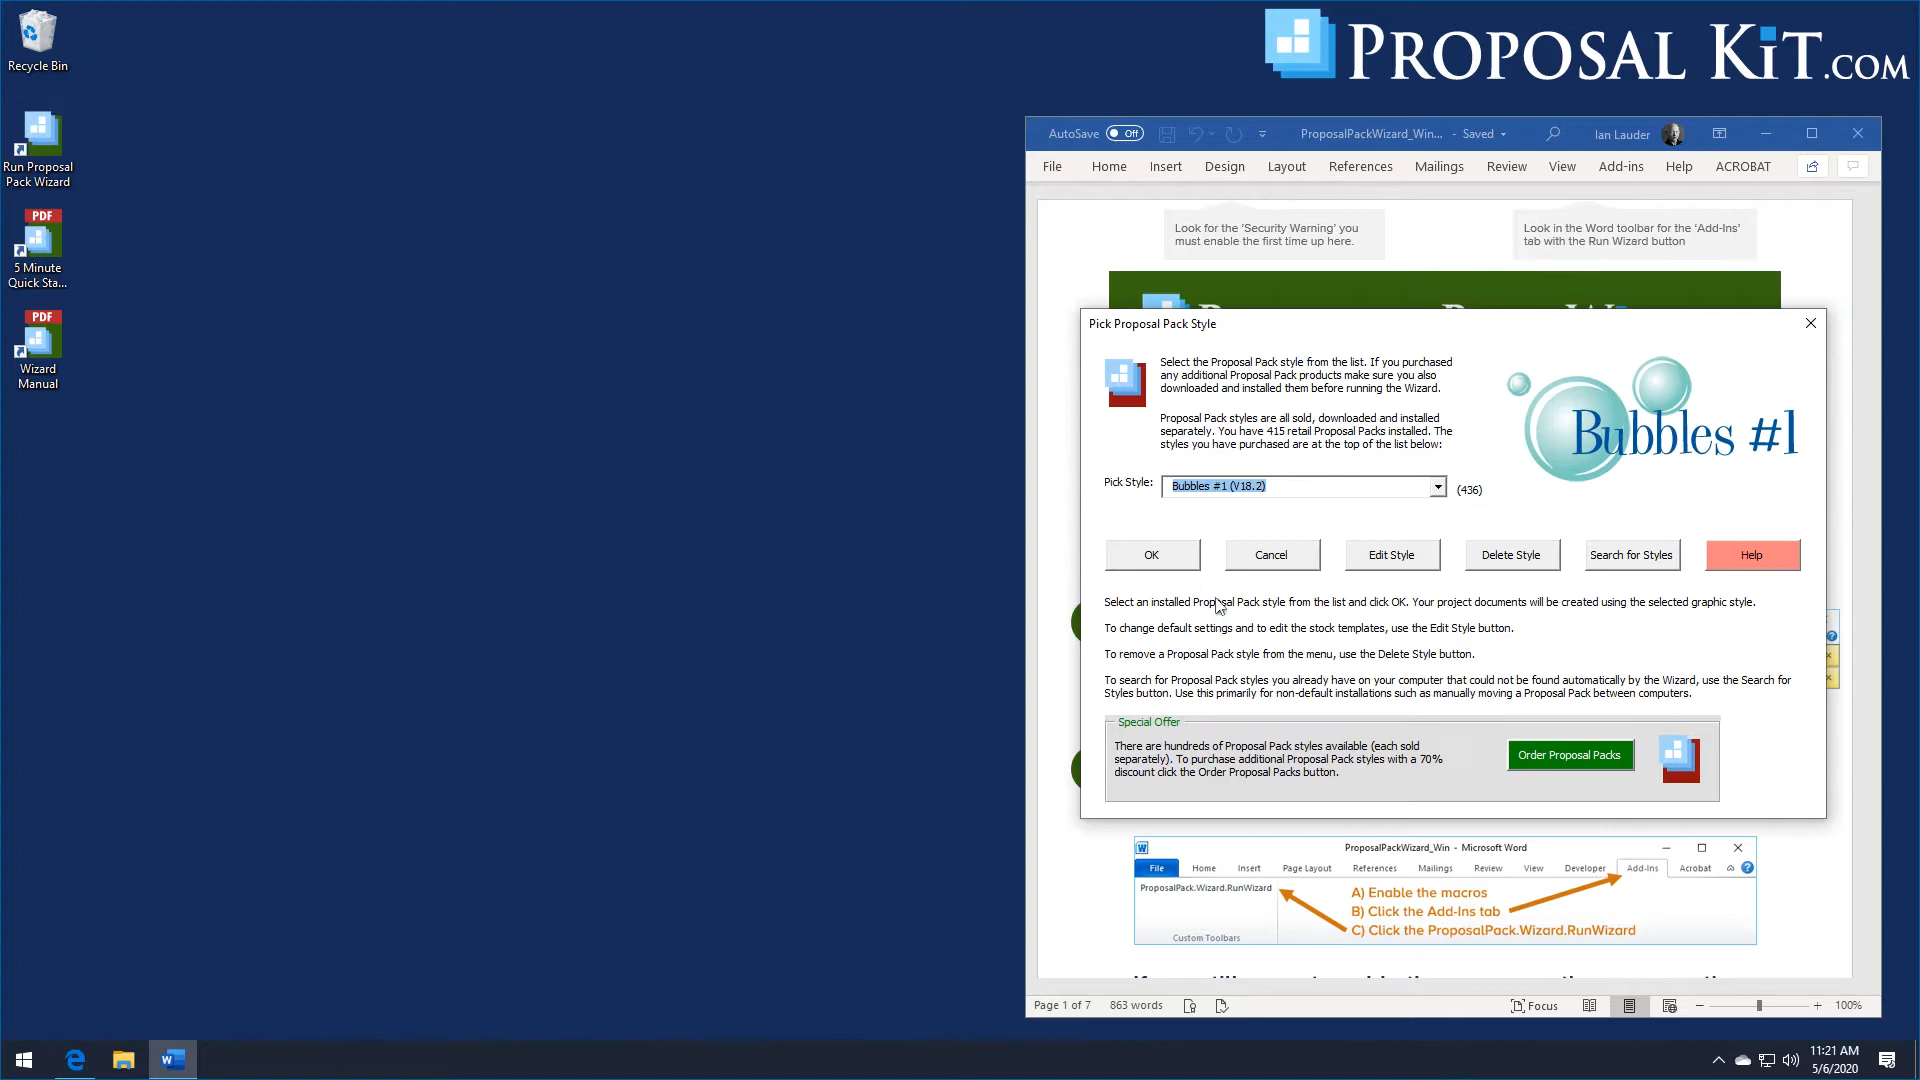 Recycle Bin
Run Proposal
Pack Wizard
PDF
5 Minute
Quick Sta...
PDF
Wizard
Manual
PROPOSAL KIT.COM
AutoSave Off
ProposalPackWizard_Win... - Saved
Ian Lauder
File Home Insert Design Layout References Mailings Review View Add-ins Help ACROBAT
Look for the 'Security Warning' you
must enable the first time up here.
Look in the Word toolbar for the 'Add-Ins'
tab with the Run Wizard button
Pick Proposal Pack Style
Select the Proposal Pack style from the list. If you purchased
any additional Proposal Pack products make sure you also
downloaded and installed them before running the Wizard.
Proposal Pack styles are all sold, downloaded and installed
separately. You have 415 retail Proposal Packs installed. The
styles you have purchased are at the top of the list below:
Bubbles #1
Pick Style: Bubbles #1 (V18.2) (436)
OK Cancel Edit Style Delete Style Search for Styles Help
Select an installed Proposal Pack style from the list and click OK. Your project documents will be created using the selected graphic style.
To change default settings and to edit the stock templates, use the Edit Style button.
To remove a Proposal Pack style from the menu, use the Delete Style button.
To search for Proposal Pack styles you already have on your computer that could not be found automatically by the Wizard, use the Search for
Styles button. Use this primarily for non-default installations such as manually moving a Proposal Pack between computers.
Special Offer
There are hundreds of Proposal Pack styles available (each sold
separately). To purchase additional Proposal Pack styles with a 70%
discount click the Order Proposal Packs button.
Order Proposal Packs
ProposalPackWizard_Win - Microsoft Word
File Home Insert Page Layout References Mailings Review View Developer Add-Ins Acrobat
ProposalPack.Wizard.RunWizard
Custom Toolbars
A) Enable the macros
B) Click the Add-Ins tab
C) Click the ProposalPack.Wizard.RunWizard
Page 1 of 7 863 words
Focus
100%
11:21 AM
5/6/2020